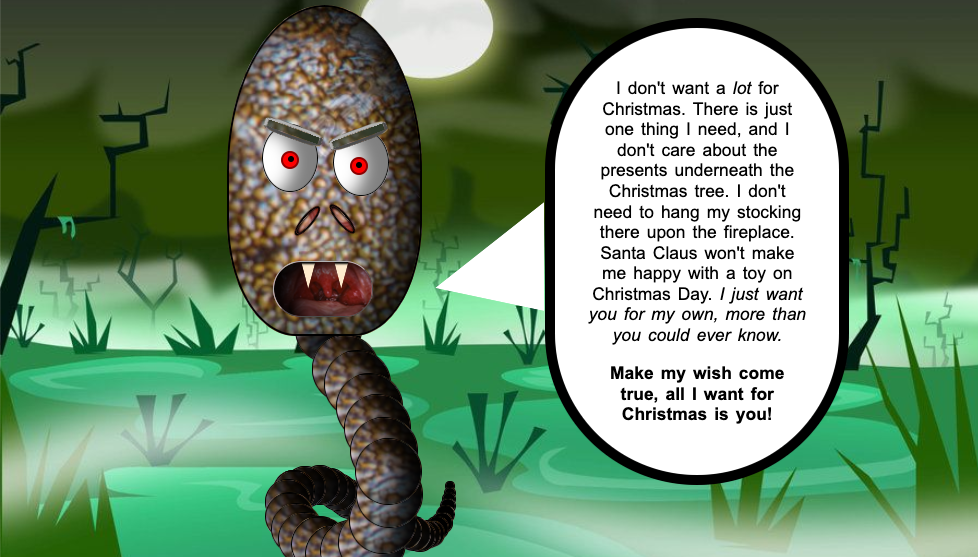 I don't want a lot for
Christmas. There is just
one thing I need, and I
don't care about the
presents underneath the
Christmas tree. I don't
need to hang my stocking
there upon the fireplace.
Santa Claus won't make
me happy with a toy on
Christmas Day. I just want
you for my own, more than
you could ever know.
Make my wish come
true, all I want for
Christmas is you!